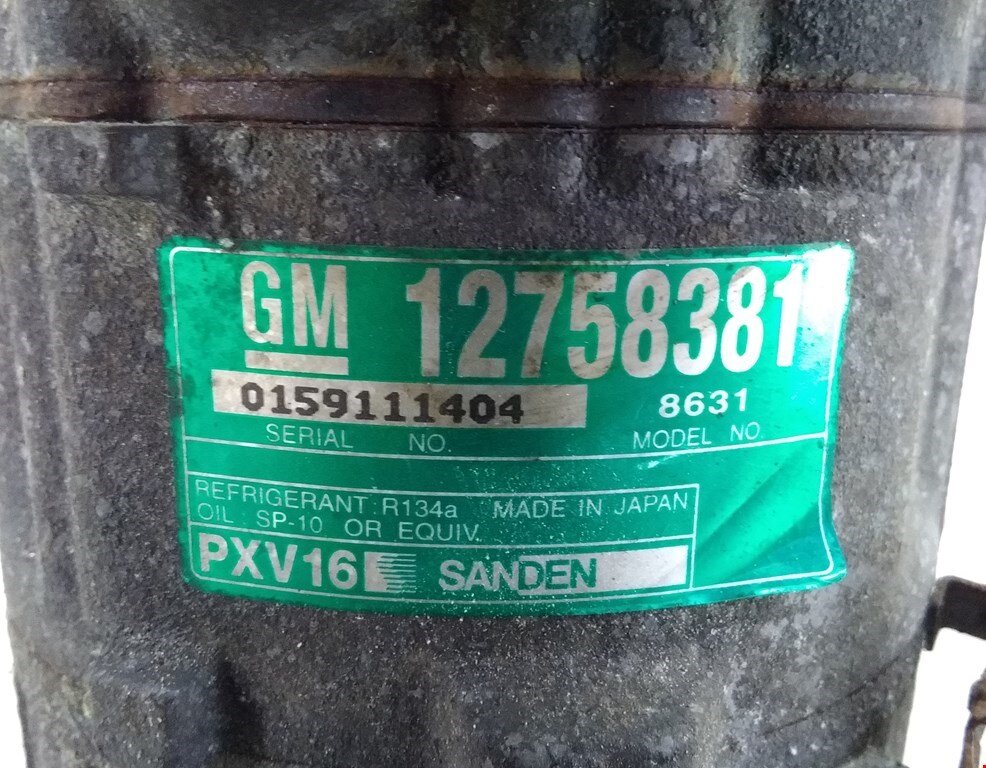 GM 12758381
0159111404 8631
SERIAL NO. MODEL NO.
REFRIGERANT : R134a MADE IN JAPAN
OIL : SP-10 OR EQUIV.
PXV16 SANDEN